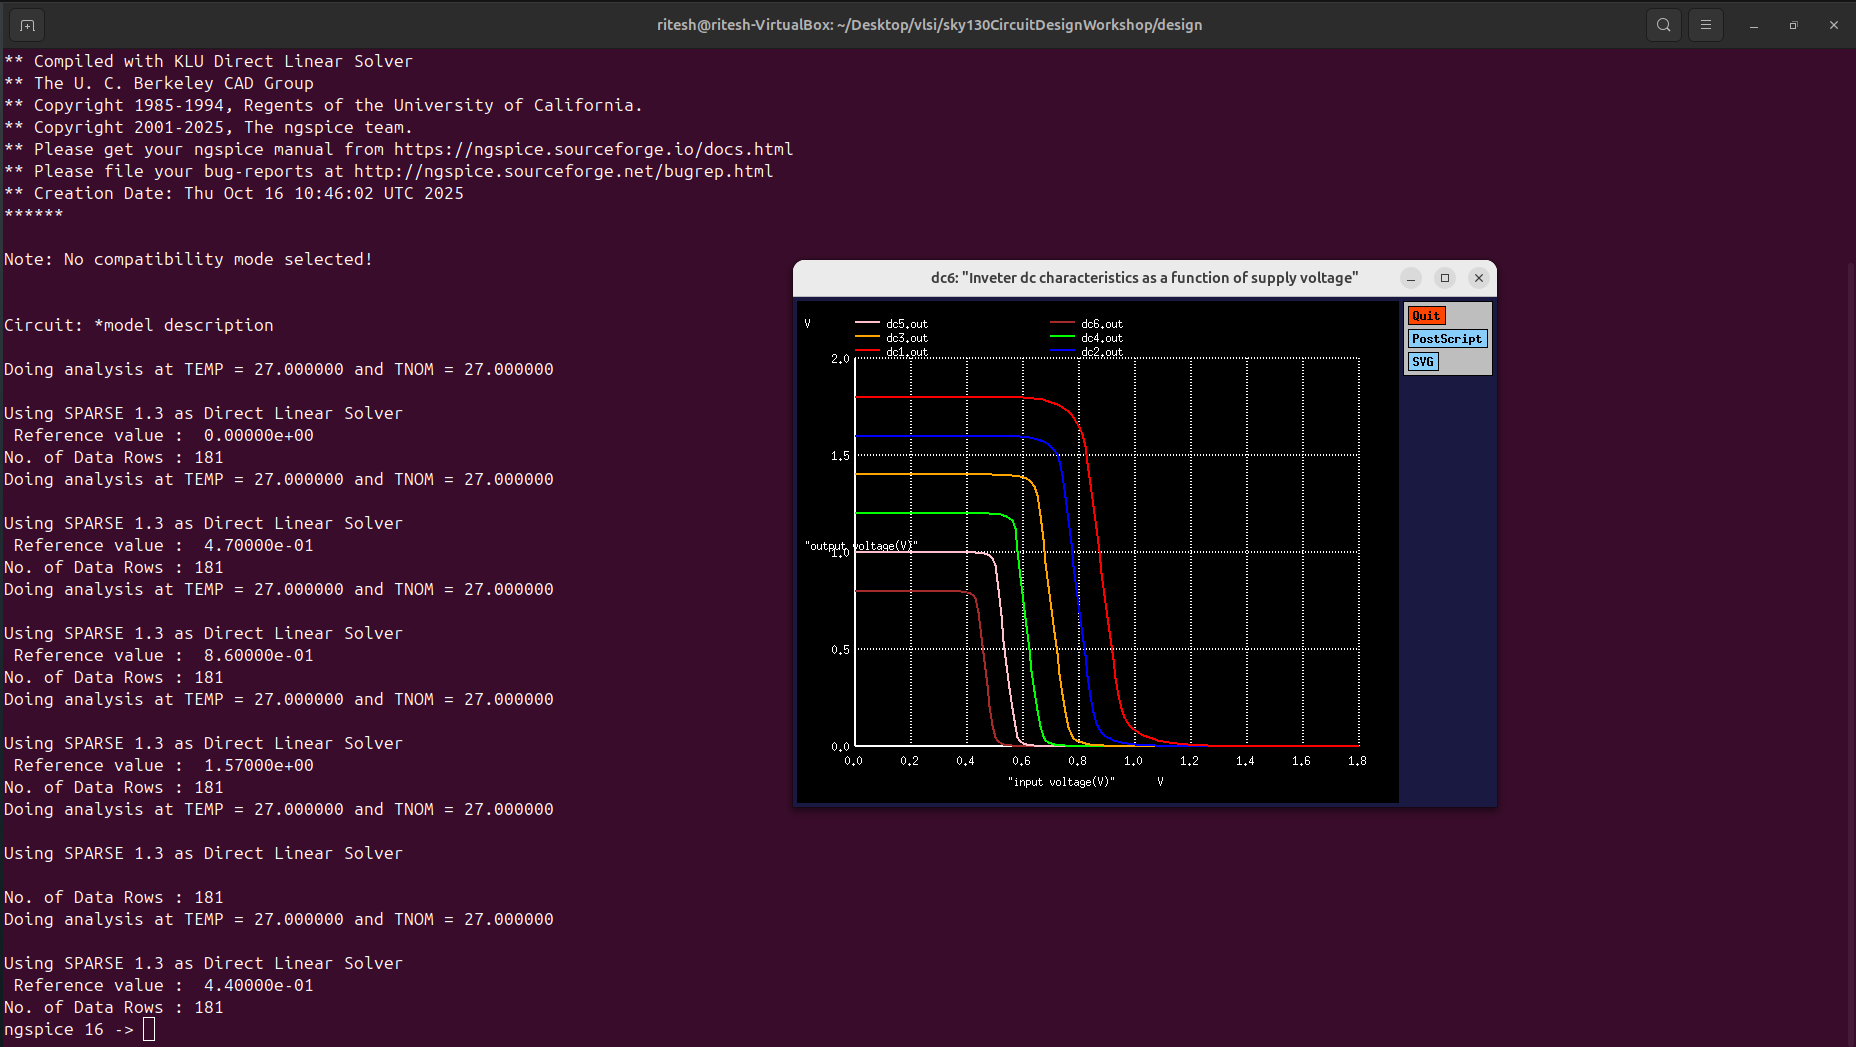 ritesh@ritesh-VirtualBox: ~/Desktop/vlsi/sky130CircuitDesignWorkshop/design
** Compiled with KLU Direct Linear Solver
** The U. C. Berkeley CAD Group
** Copyright 1985-1994, Regents of the University of California.
** Copyright 2001-2025, The ngspice team.
** Please get your ngspice manual from https://ngspice.sourceforge.io/docs.html
** Please file your bug-reports at http://ngspice.sourceforge.net/bugrep.html
** Creation Date: Thu Oct 16 10:46:02 UTC 2025
******
Note: No compatibility mode selected!
Circuit: *model description
Doing analysis at TEMP = 27.000000 and TNOM = 27.000000
Using SPARSE 1.3 as Direct Linear Solver
Reference value :  0.00000e+00
No. of Data Rows : 181
Doing analysis at TEMP = 27.000000 and TNOM = 27.000000
Using SPARSE 1.3 as Direct Linear Solver
Reference value :  4.70000e-01
No. of Data Rows : 181
Doing analysis at TEMP = 27.000000 and TNOM = 27.000000
Using SPARSE 1.3 as Direct Linear Solver
Reference value :  8.60000e-01
No. of Data Rows : 181
Doing analysis at TEMP = 27.000000 and TNOM = 27.000000
Using SPARSE 1.3 as Direct Linear Solver
Reference value :  1.57000e+00
No. of Data Rows : 181
Doing analysis at TEMP = 27.000000 and TNOM = 27.000000
Using SPARSE 1.3 as Direct Linear Solver
No. of Data Rows : 181
Doing analysis at TEMP = 27.000000 and TNOM = 27.000000
Using SPARSE 1.3 as Direct Linear Solver
Reference value :  4.40000e-01
No. of Data Rows : 181
ngspice 16 ->
dc6: "Inveter dc characteristics as a function of supply voltage"
Quit
PostScript
SVG
V
dc5.out dc6.out
dc3.out dc4.out
dc1.out dc2.out
2.0
1.5
"output voltage(V)"
1.0
0.5
0.0
0.0 0.2 0.4 0.6 0.8 1.0 1.2 1.4 1.6 1.8
"input voltage(V)" V